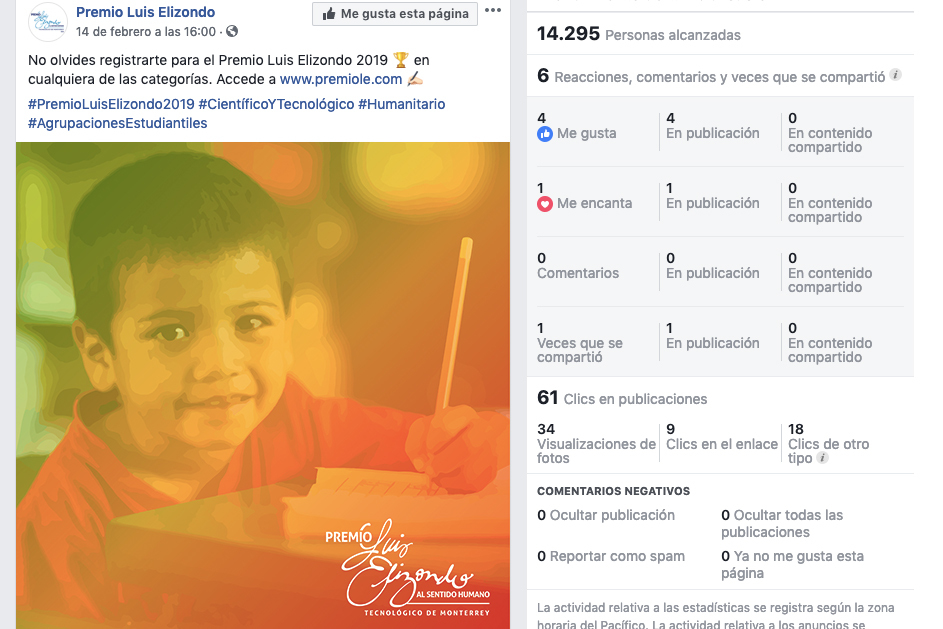 Premio Luis Elizondo
14 de febrero a las 16:00 ·
Me gusta esta página
No olvides registrarte para el Premio Luis Elizondo 2019 🏆 en
cualquiera de las categorías. Accede a www.premiole.com ✍🏼
#PremioLuisElizondo2019 #CientíficoYTecnológico #Humanitario
#AgrupacionesEstudiantiles
PREMIO
Luis
Elizondo
AL SENTIDO HUMANO
TECNOLÓGICO DE MONTERREY
14.295 Personas alcanzadas
6 Reacciones, comentarios y veces que se compartió
4
Me gusta
4
En publicación
0
En contenido
compartido
1
Me encanta
1
En publicación
0
En contenido
compartido
0
Comentarios
0
En publicación
0
En contenido
compartido
1
Veces que se
compartió
1
En publicación
0
En contenido
compartido
61 Clics en publicaciones
34
Visualizaciones de
fotos
9
Clics en el enlace
18
Clics de otro
tipo
COMENTARIOS NEGATIVOS
0 Ocultar publicación
0 Ocultar todas las
publicaciones
0 Reportar como spam
0 Ya no me gusta esta
página
La actividad relativa a las estadísticas se registra según la zona
horaria del Pacífico. La actividad relativa a los anuncios se